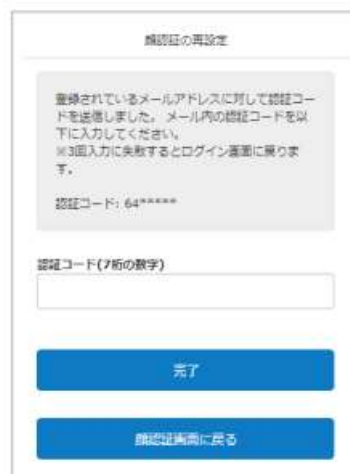 顔認証の再設定
登録されているメールアドレスに対して認証コー
ドを送信しました。 メール内の認証コードを以
下に入力してください。
※3回入力に失敗するとログイン画面に戻りま
す。
認証コード: 64*****
認証コード(7桁の数字)
完了
顔認証画面に戻る